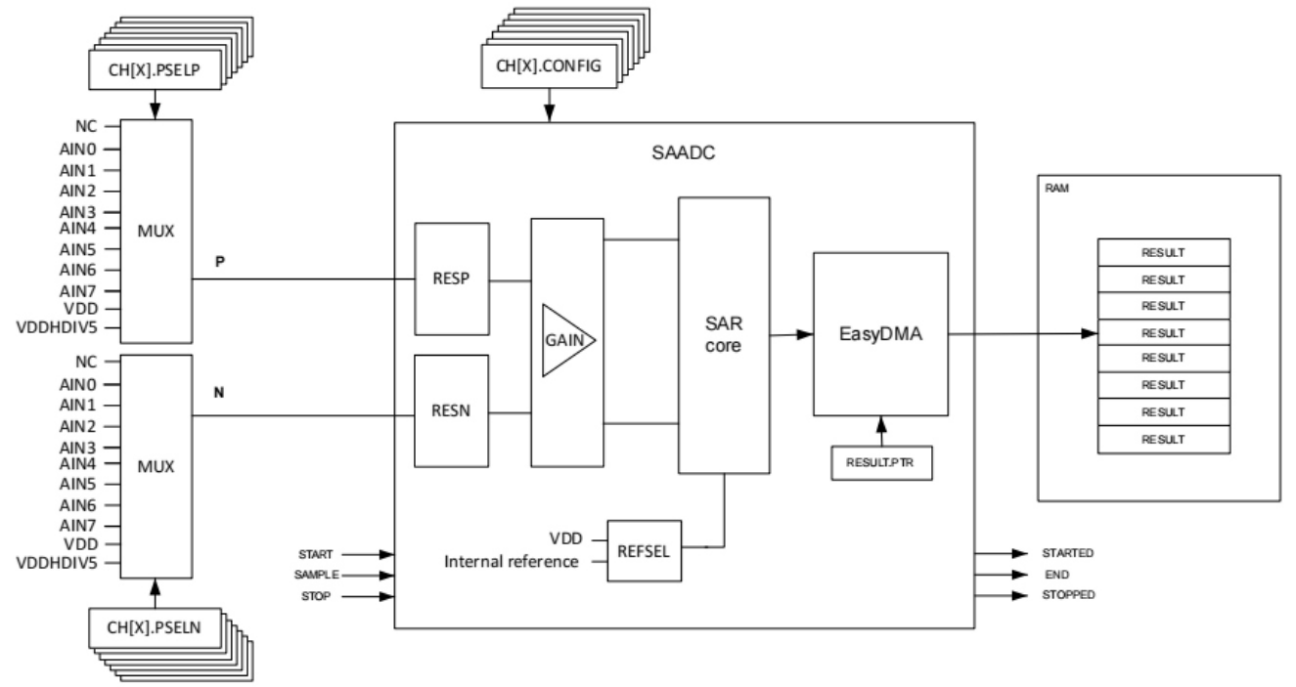 CH[X].PSELP
CH[X].CONFIG
NC
AIN0
AIN1
AIN2
AIN3
AIN4
AIN5
AIN6
AIN7
VDD
VDDHDIV5
MUX
P
NC
AIN0
AIN1
AIN2
AIN3
AIN4
AIN5
AIN6
AIN7
VDD
VDDHDIV5
MUX
N
CH[X].PSELN
SAADC
RESP
RESN
GAIN
SAR
core
EasyDMA
RESULT.PTR
VDD
Internal reference
REFSEL
START
SAMPLE
STOP
STARTED
END
STOPPED
RAM
RESULT
RESULT
RESULT
RESULT
RESULT
RESULT
RESULT
RESULT